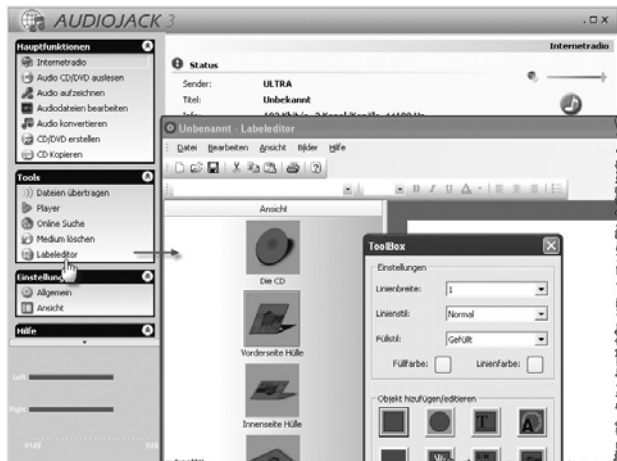 AUDIOJACK 3
Hauptfunktionen
Internetradio
Audio CD/DVD auslesen
Audio aufzeichnen
Audiodateien bearbeiten
Audio konvertieren
CD/DVD erstellen
CD Kopieren
Tools
Dateien übertragen
Player
Online Suche
Medium löschen
Labeleditor
Einstellung
Allgemein
Ansicht
Hilfe
Left
Right
-91dB 0dB
Internetradio
Status
Sender: ULTRA
Titel: Unbekannt
Unbenannt - Labeleditor
Datei Bearbeiten Ansicht Bilder Hilfe
B I U A
Ansicht
Die CD
Vorderseite Hülle
Innenseite Hülle
ToolBox
Einstellungen
Linienbreite: 1
Linienstil: Normal
Füllstil: Gefüllt
Füllfarbe: Linienfarbe:
Objekt hinzufügen/editieren
T A